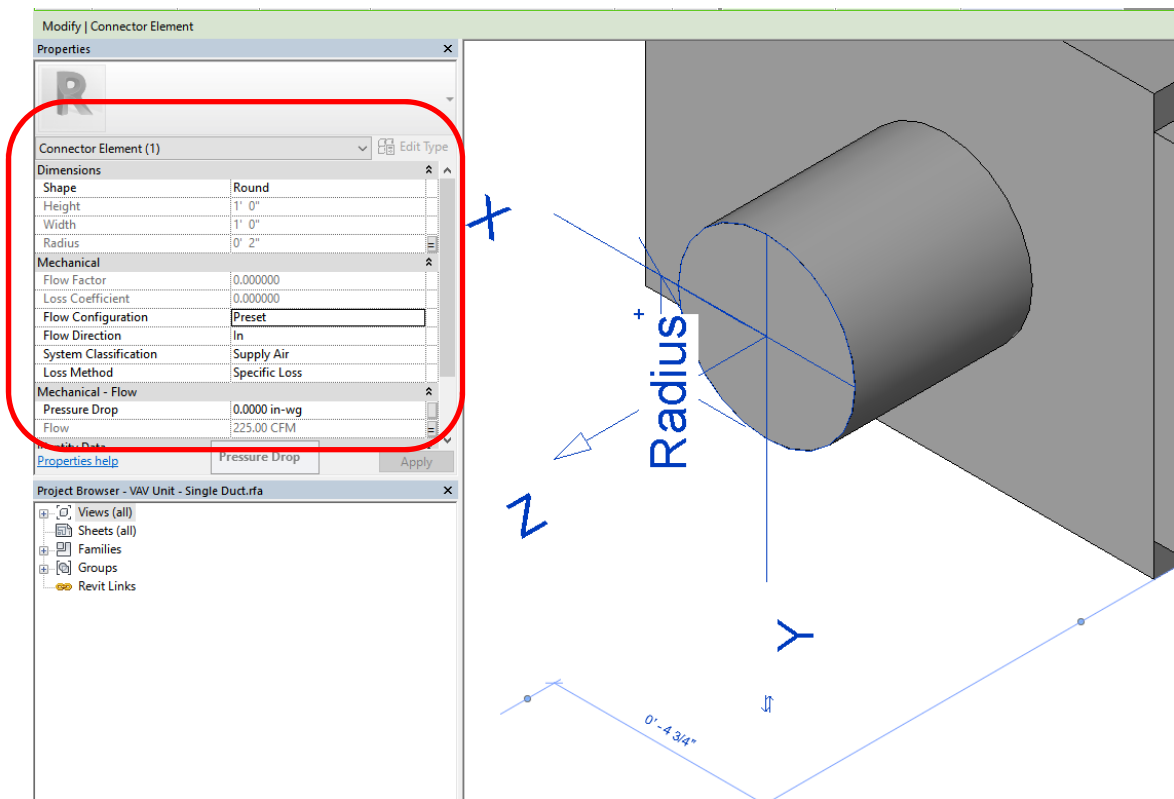 Modify | Connector Element
Properties
R
Connector Element (1)
Edit Type
Dimensions
Shape Round
Height 1' 0"
Width 1' 0"
Radius 0' 2" =
Mechanical
Flow Factor 0.000000
Loss Coefficient 0.000000
Flow Configuration Preset
Flow Direction In
System Classification Supply Air
Loss Method Specific Loss
Mechanical - Flow
Pressure Drop 0.0000 in-wg
Flow 225.00 CFM =
Identity Data
Properties help
Pressure Drop
Apply
Project Browser - VAV Unit - Single Duct.rfa
Views (all)
Sheets (all)
Families
Groups
Revit Links
X
Radius
Z
Y
0' - 4 3/4"